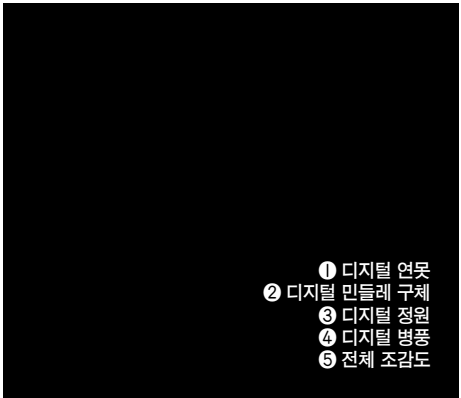 ❶ 디지털 연못
❷ 디지털 민들레 구체
❸ 디지털 정원
❹ 디지털 병풍
❺ 전체 조감도